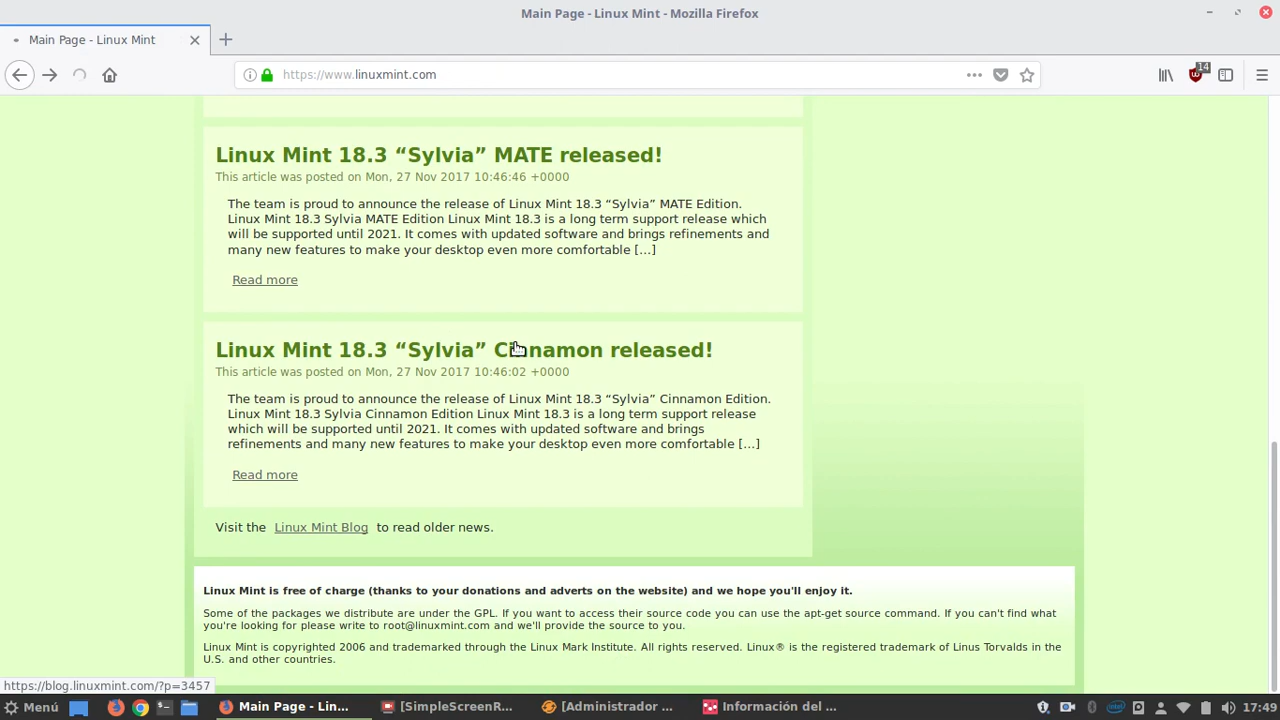 Main Page - Linux Mint - Mozilla Firefox
Main Page - Linux Mint
https://www.linuxmint.com
14
Linux Mint 18.3 “Sylvia” MATE released!
This article was posted on Mon, 27 Nov 2017 10:46:46 +0000
The team is proud to announce the release of Linux Mint 18.3 “Sylvia” MATE Edition.
Linux Mint 18.3 Sylvia MATE Edition Linux Mint 18.3 is a long term support release which
will be supported until 2021. It comes with updated software and brings refinements and
many new features to make your desktop even more comfortable […]
Read more
Linux Mint 18.3 “Sylvia” Cinnamon released!
This article was posted on Mon, 27 Nov 2017 10:46:02 +0000
The team is proud to announce the release of Linux Mint 18.3 “Sylvia” Cinnamon Edition.
Linux Mint 18.3 Sylvia Cinnamon Edition Linux Mint 18.3 is a long term support release
which will be supported until 2021. It comes with updated software and brings
refinements and many new features to make your desktop even more comfortable […]
Read more
Visit the Linux Mint Blog to read older news.
Linux Mint is free of charge (thanks to your donations and adverts on the website) and we hope you'll enjoy it.
Some of the packages we distribute are under the GPL. If you want to access their source code you can use the apt-get source command. If you can't find what
you're looking for please write to root@linuxmint.com and we'll provide the source to you.
Linux Mint is copyrighted 2006 and trademarked through the Linux Mark Institute. All rights reserved. Linux® is the registered trademark of Linus Torvalds in the
U.S. and other countries.
https://blog.linuxmint.com/?p=3457
Menú
Main Page - Lin...
[SimpleScreenR...
[Administrador ...
Información del ...
17:49